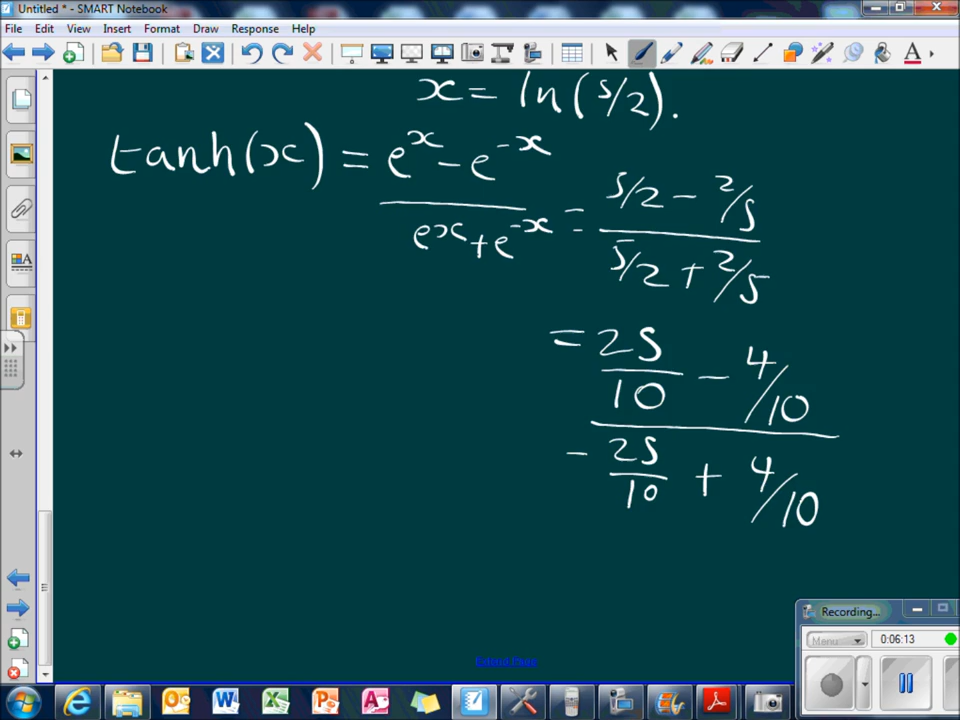 Untitled * - SMART Notebook
File Edit View Insert Format Draw Response Help
x = ln(5/2).
tanh(x) = e^x - e^-x
e^x + e^-x
= 5/2 - 2/5
5/2 + 2/5
= 25/10 - 4/10
- 25/10 + 4/10
Recording...
Menu
0:06:13